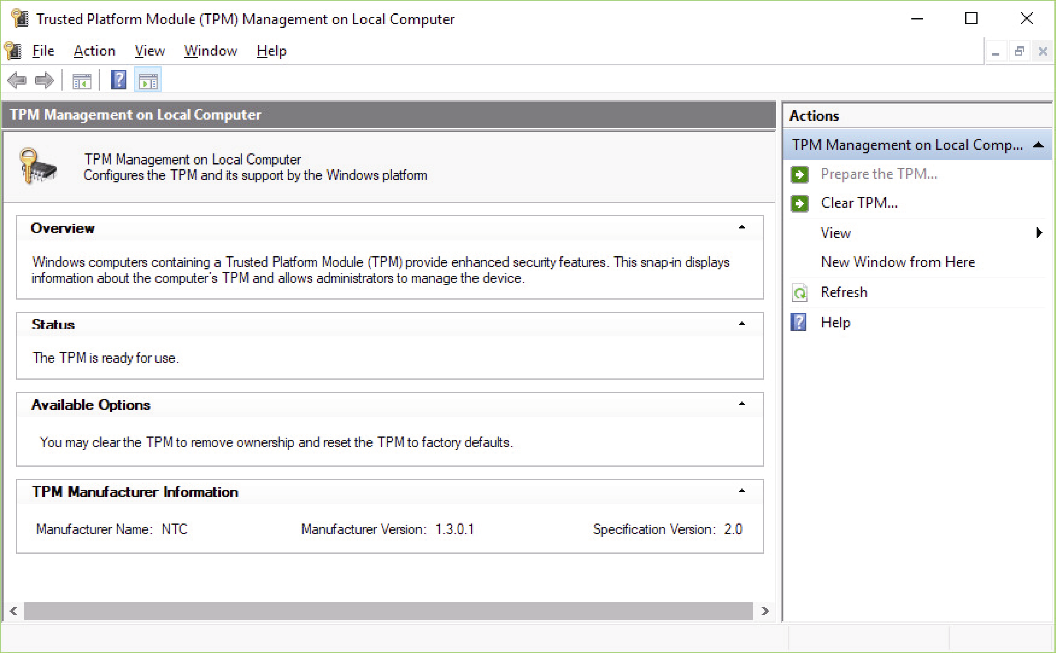 Trusted Platform Module (TPM) Management on Local Computer
File Action View Window Help
TPM Management on Local Computer
TPM Management on Local Computer
Configures the TPM and its support by the Windows platform
Overview
Windows computers containing a Trusted Platform Module (TPM) provide enhanced security features. This snap-in displays
information about the computer's TPM and allows administrators to manage the device.
Status
The TPM is ready for use.
Available Options
You may clear the TPM to remove ownership and reset the TPM to factory defaults.
TPM Manufacturer Information
Manufacturer Name: NTC Manufacturer Version: 1.3.0.1 Specification Version: 2.0
Actions
TPM Management on Local Comp...
Prepare the TPM...
Clear TPM...
View
New Window from Here
Refresh
Help